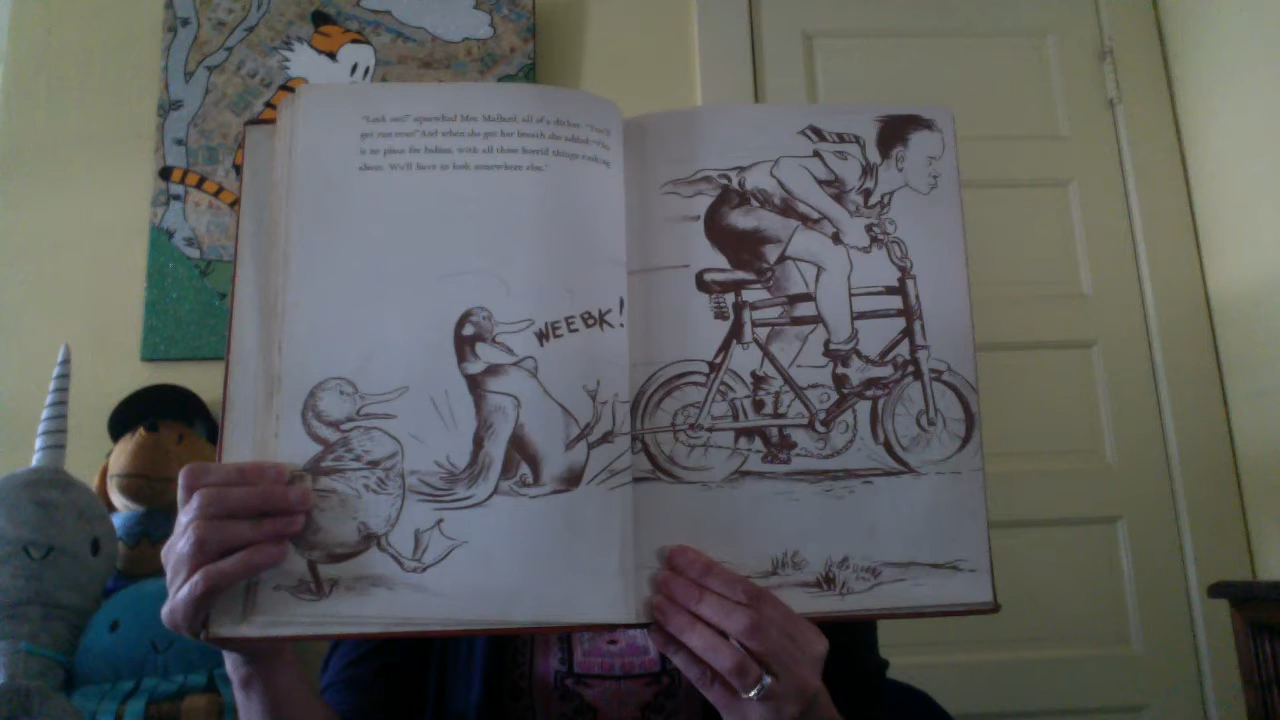 "Look out!" squawked Mrs. Mallard, all of a dither. "You'll
get run over!" And when she got her breath she added: "This
is no place for babies, with all those horrid things rushing
about. We'll have to look somewhere else."
WEEBK!